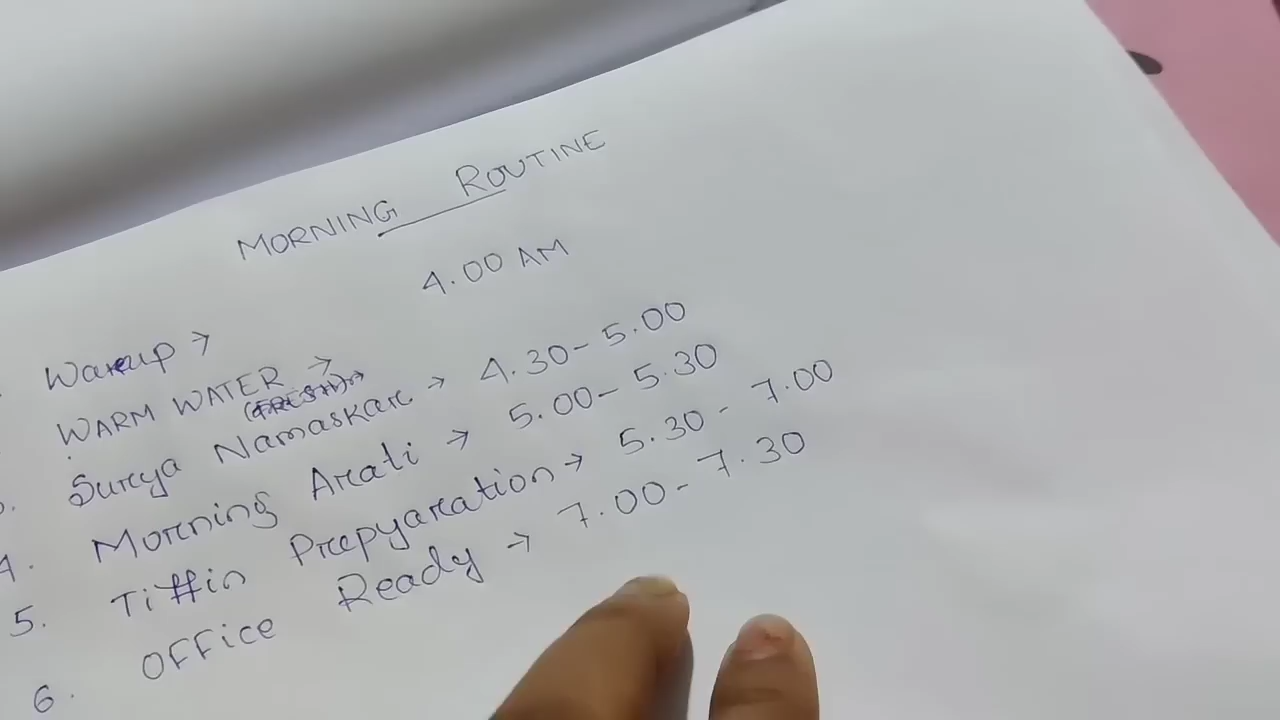 MORNING ROUTINE
Wakeup → 4.00 AM
WARM WATER →
(FRESH) →
Surya Namaskar → 4.30 - 5.00
4. Morning Arati → 5.00 - 5.30
5. Tiffin Prepyaration → 5.30 - 7.00
6. Office Ready → 7.00 - 7.30